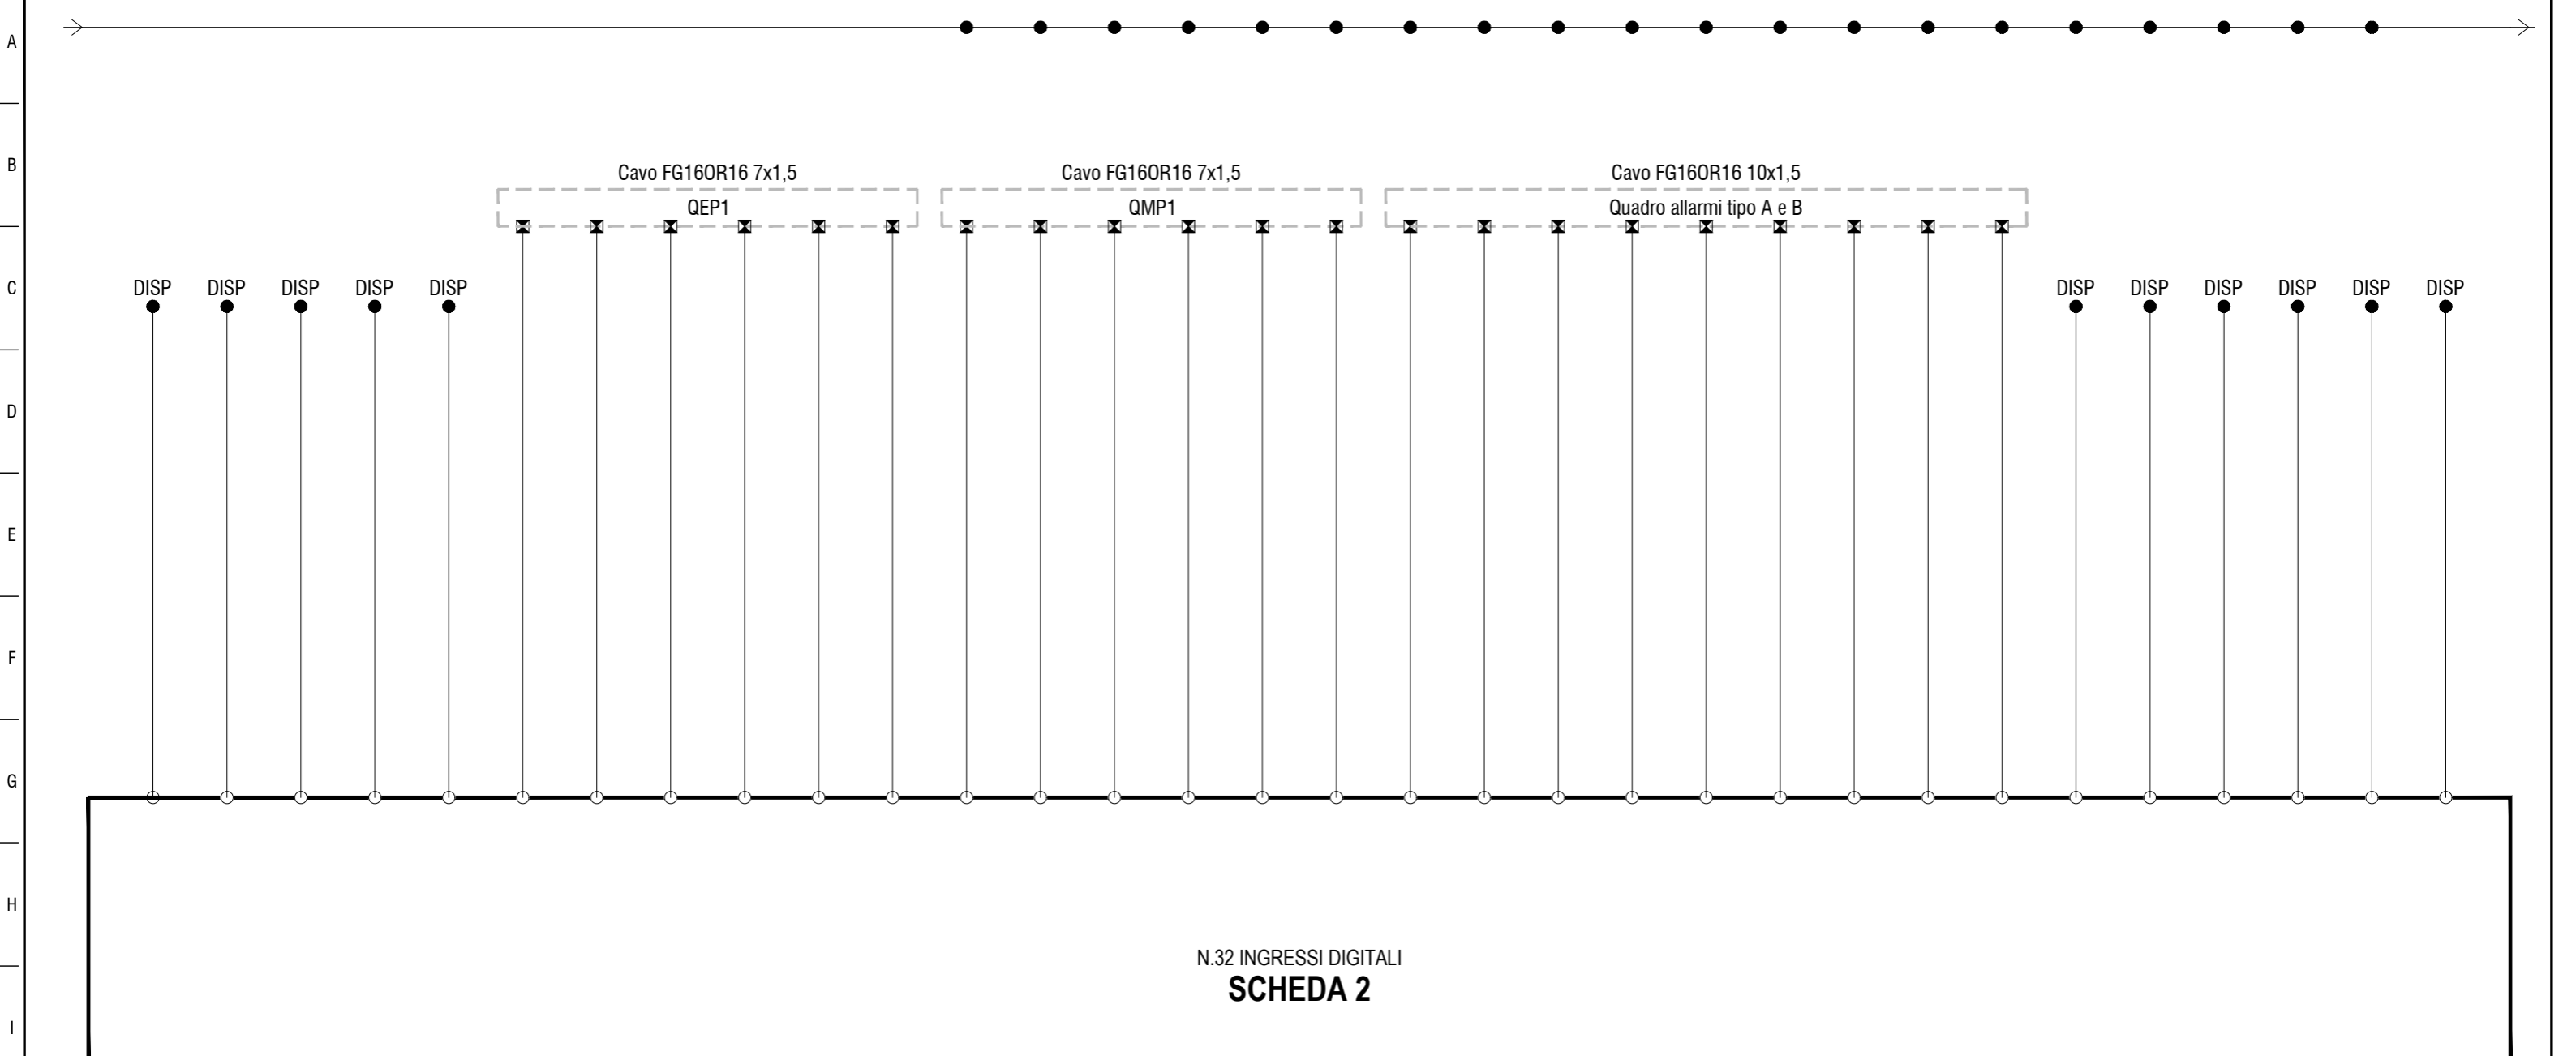 A
B
Cavo FG16OR16 7x1,5 Cavo FG16OR16 7x1,5 Cavo FG16OR16 10x1,5
QEP1 QMP1 Quadro allarmi tipo A e B
C DISP DISP DISP DISP DISP DISP DISP DISP DISP DISP DISP
D
E
F
G
H
N.32 INGRESSI DIGITALI
SCHEDA 2
I